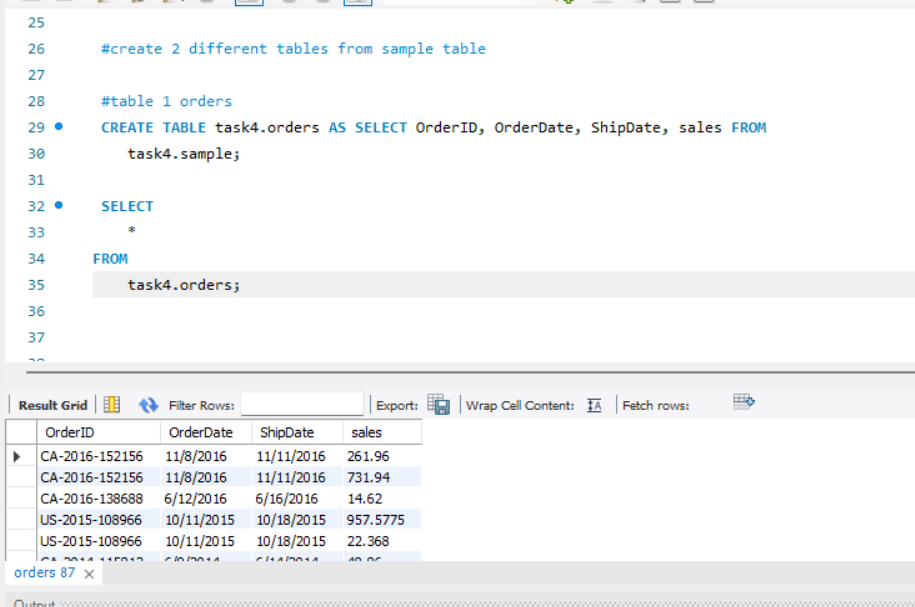 25
26 #create 2 different tables from sample table
27
28 #table 1 orders
29 CREATE TABLE task4.orders AS SELECT OrderID, OrderDate, ShipDate, sales FROM
30 task4.sample;
31
32 SELECT
33 *
34 FROM
35 task4.orders;
36
37
Result Grid Filter Rows: Export: Wrap Cell Content: Fetch rows:
OrderID OrderDate ShipDate sales
CA-2016-152156 11/8/2016 11/11/2016 261.96
CA-2016-152156 11/8/2016 11/11/2016 731.94
CA-2016-138688 6/12/2016 6/16/2016 14.62
US-2015-108966 10/11/2015 10/18/2015 957.5775
US-2015-108966 10/11/2015 10/18/2015 22.368
orders 87
Output